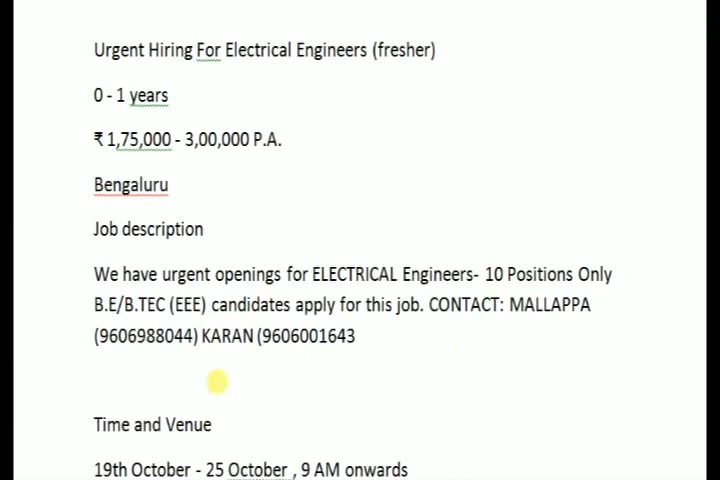 Urgent Hiring For Electrical Engineers (fresher)
0 - 1 years
₹ 1,75,000 - 3,00,000 P.A.
Bengaluru
Job description
We have urgent openings for ELECTRICAL Engineers- 10 Positions Only
B.E/B.TEC (EEE) candidates apply for this job. CONTACT: MALLAPPA
(9606988044) KARAN (9606001643
Time and Venue
19th October - 25 October , 9 AM onwards